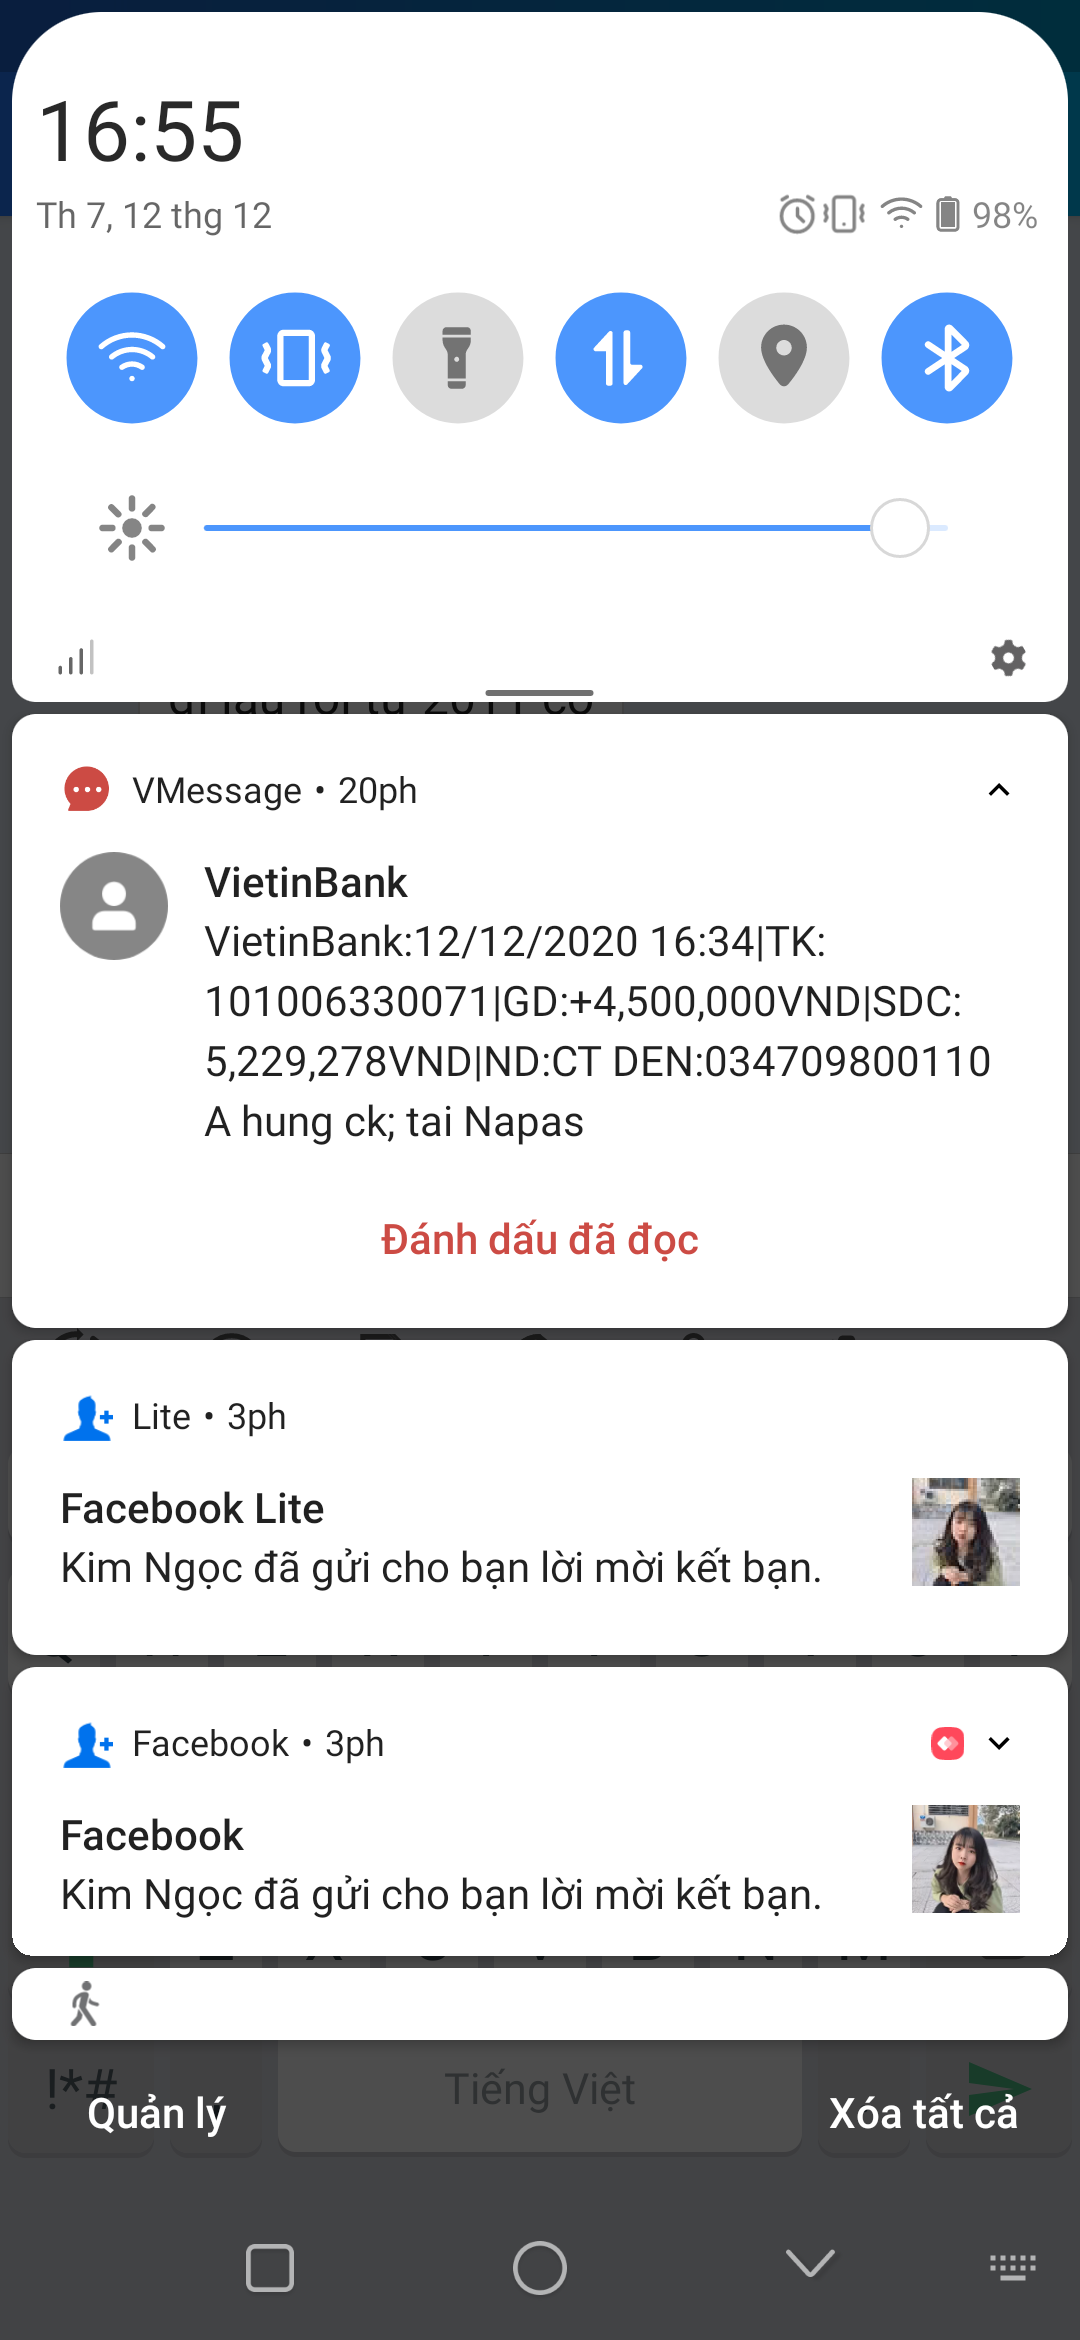 16:55
Th 7, 12 thg 12
98%
VMessage • 20ph
VietinBank
VietinBank:12/12/2020 16:34|TK:
101006330071|GD:+4,500,000VND|SDC:
5,229,278VND|ND:CT DEN:034709800110
A hung ck; tai Napas
Đánh dấu đã đọc
Lite • 3ph
Facebook Lite
Kim Ngọc đã gửi cho bạn lời mời kết bạn.
Facebook • 3ph
Facebook
Kim Ngọc đã gửi cho bạn lời mời kết bạn.
!*#
Tiếng Việt
Quản lý
Xóa tất cả